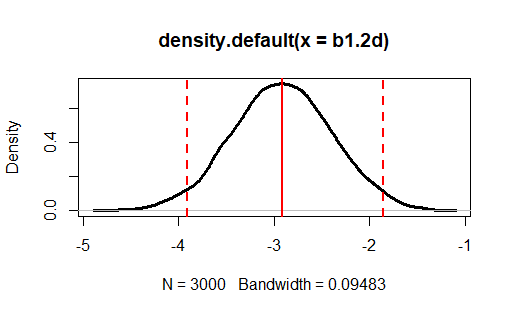 density.default(x = b1.2d)
Density
0.4
0.0
-5 -4 -3 -2 -1
N = 3000 Bandwidth = 0.09483